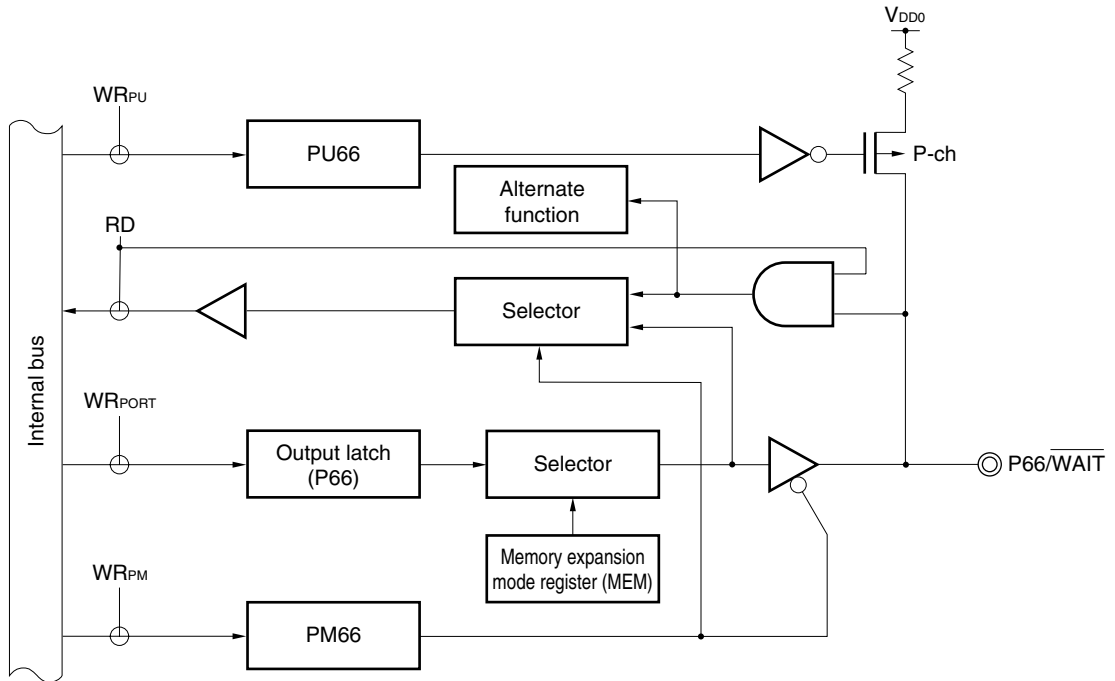 VDD0
WRPU
PU66
P-ch
Alternate
function
RD
Selector
Internal bus
WRPORT
Output latch
(P66)
Selector
P66/WAIT
Memory expansion
mode register (MEM)
WRPM
PM66